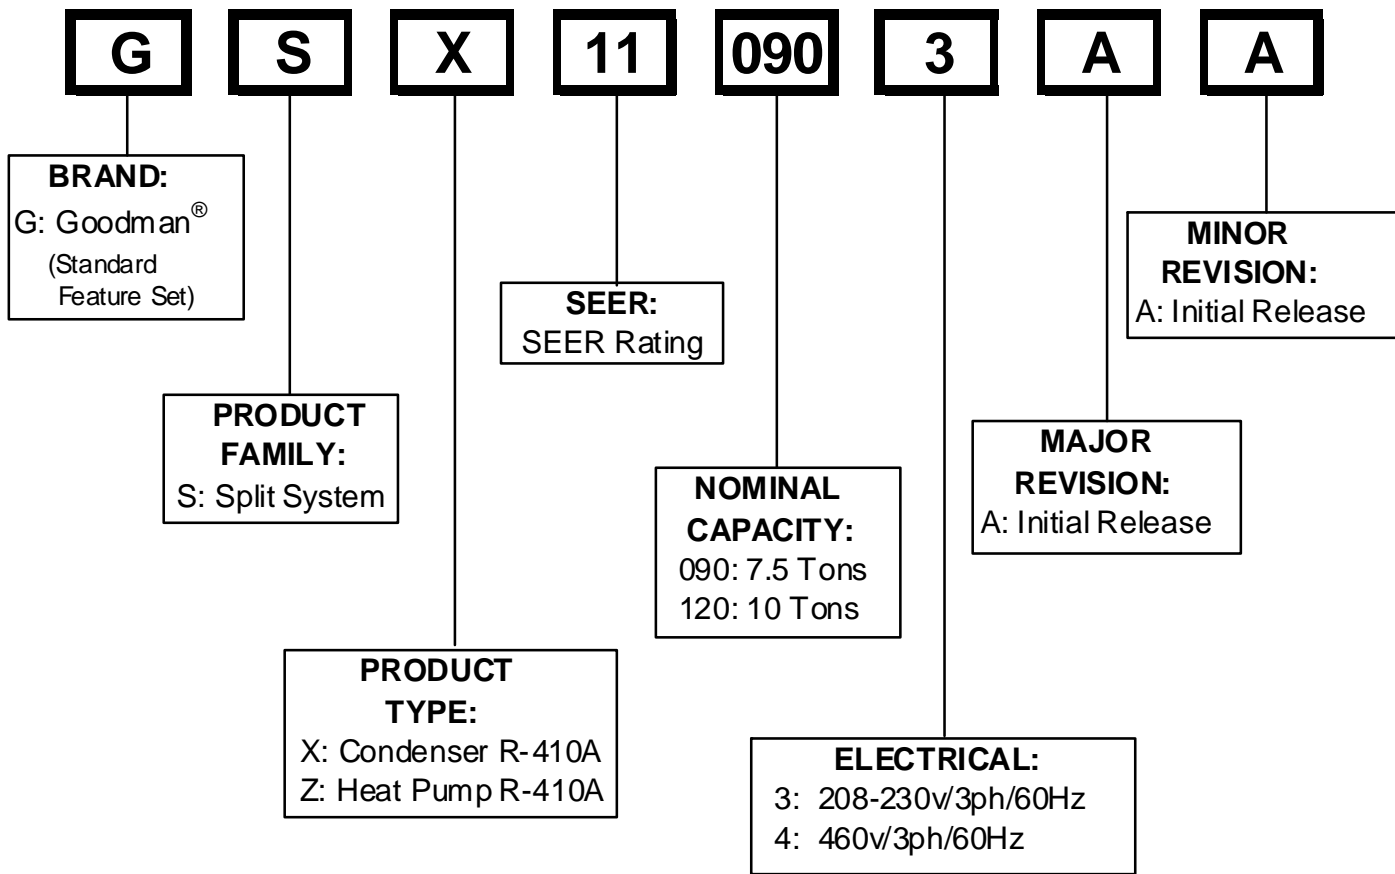 G S X 11 090 3 A A
BRAND:
G: Goodman®
(Standard
Feature Set)
PRODUCT
FAMILY:
S: Split System
PRODUCT
TYPE:
X: Condenser R-410A
Z: Heat Pump R-410A
SEER:
SEER Rating
NOMINAL
CAPACITY:
090: 7.5 Tons
120: 10 Tons
ELECTRICAL:
3: 208-230v/3ph/60Hz
4: 460v/3ph/60Hz
MAJOR
REVISION:
A: Initial Release
MINOR
REVISION:
A: Initial Release